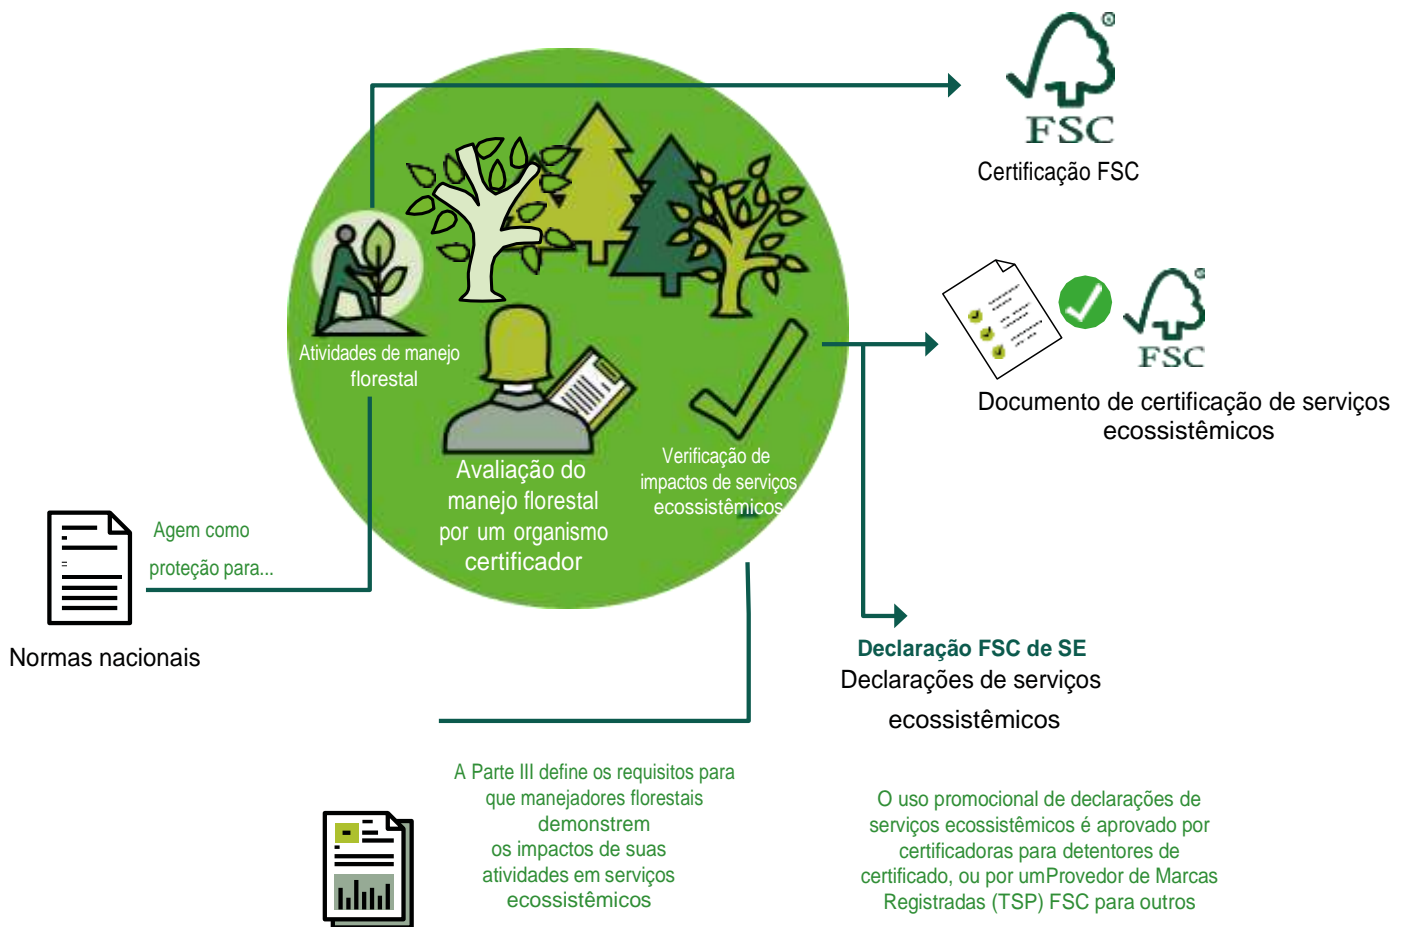 FSC
Certificação FSC
FSC
Documento de certificação de serviços
ecossistêmicos
Atividades de manejo
florestal
Avaliação do
manejo florestal
por um organismo
certificador
Verificação de
impactos de serviços
ecossistêmicos
Agem como
proteção para...
Normas nacionais
Declaração FSC de SE
Declarações de serviços
ecossistêmicos
A Parte III define os requisitos para
que manejadores florestais
demonstrem
os impactos de suas
atividades em serviços
ecossistêmicos
O uso promocional de declarações de
serviços ecossistêmicos é aprovado por
certificadoras para detentores de
certificado, ou por umProvedor de Marcas
Registradas (TSP) FSC para outros